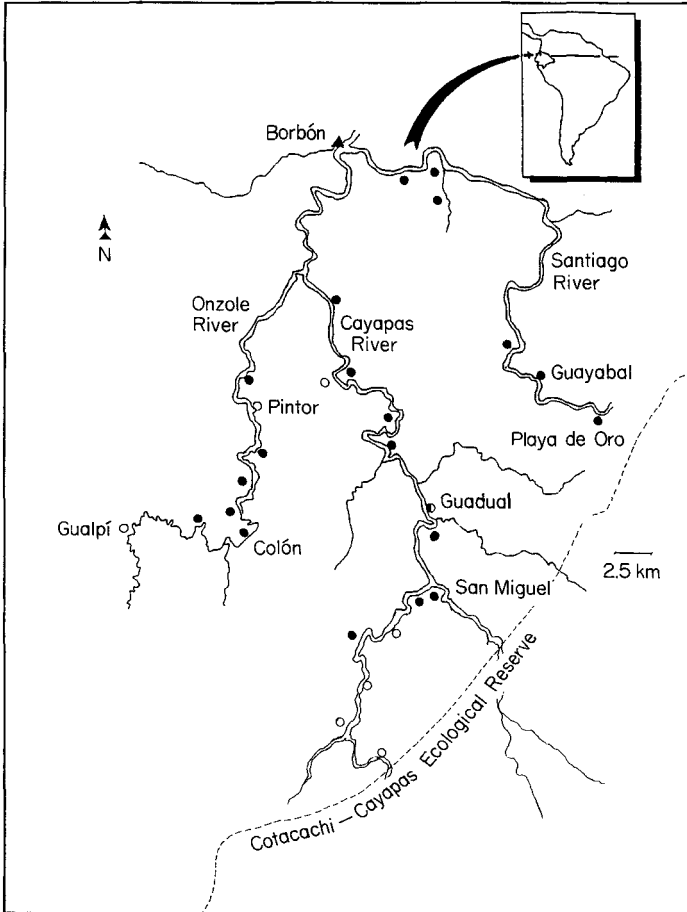 Borbón
N
Santiago
River
Onzole
River
Cayapas
River
Guayabal
Pintor
Playa de Oro
Guadual
Gualpí
Colón
2.5 km
San Miguel
Cotacachi — Cayapas Ecological Reserve